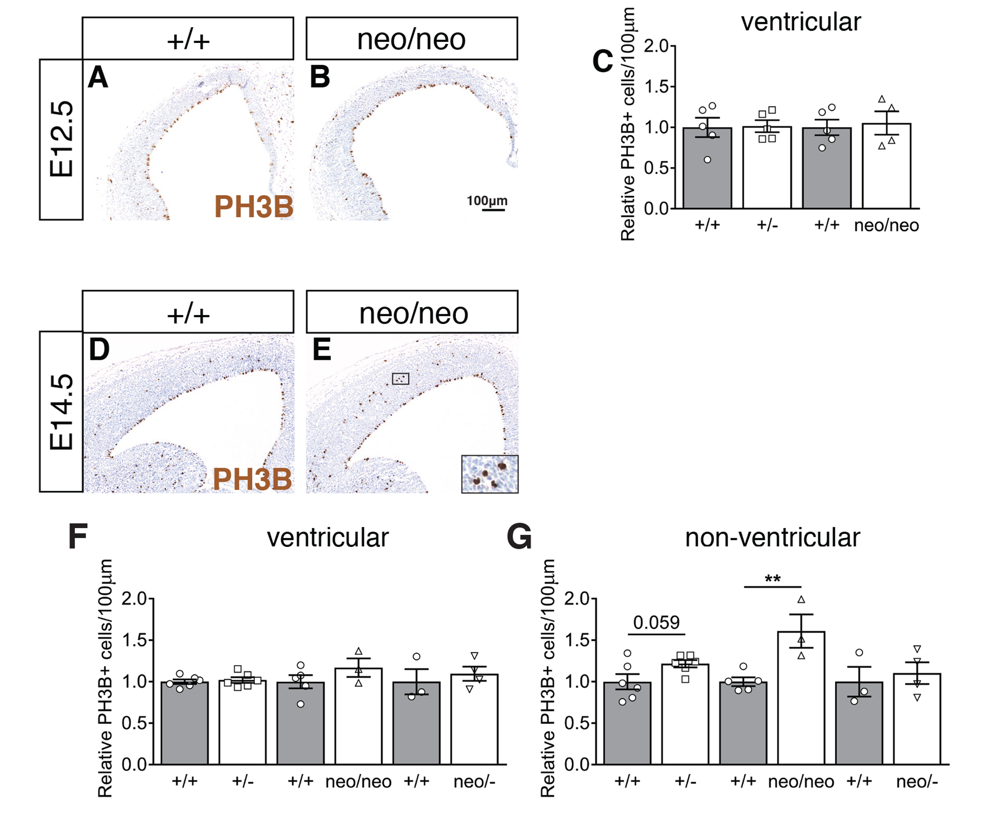 +/+ neo/neo
A B
E12.5
PH3B
100µm
C
ventricular
Relative PH3B+ cells/100µm
2.0
1.5
1.0
0.5
0.0
+/+ +/- +/+ neo/neo
+/+ neo/neo
D E
E14.5
PH3B
F
ventricular
Relative PH3B+ cells/100µm
2.0
1.5
1.0
0.5
0.0
+/+ +/- +/+ neo/neo +/+ neo/-
G
non-ventricular
Relative PH3B+ cells/100µm
**
0.059
2.0
1.5
1.0
0.5
0.0
+/+ +/- +/+ neo/neo +/+ neo/-